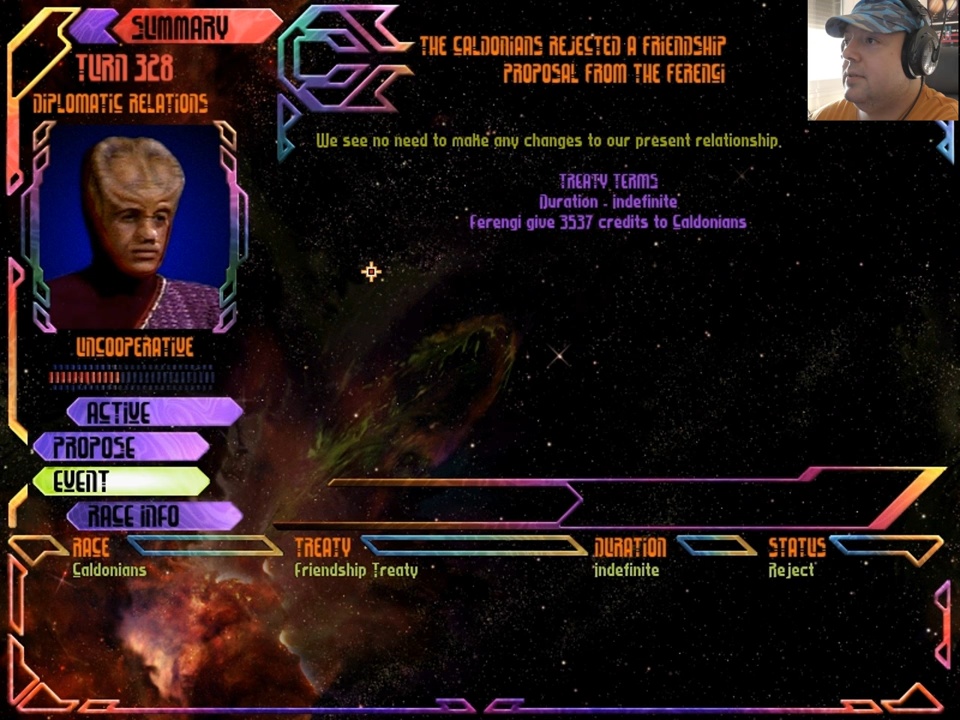 SUMMARY
TURN 328
DIPLOMATIC RELATIONS
THE CALDONIANS REJECTED A FRIENDSHIP
PROPOSAL FROM THE FERENGI
We see no need to make any changes to our present relationship.
TREATY TERMS
Duration - indefinite
Ferengi give 3537 credits to Caldonians
UNCOOPERATIVE
ACTIVE
PROPOSE
EVENT
RACE INFO
RACE TREATY DURATION STATUS
Caldonians Friendship Treaty indefinite Reject